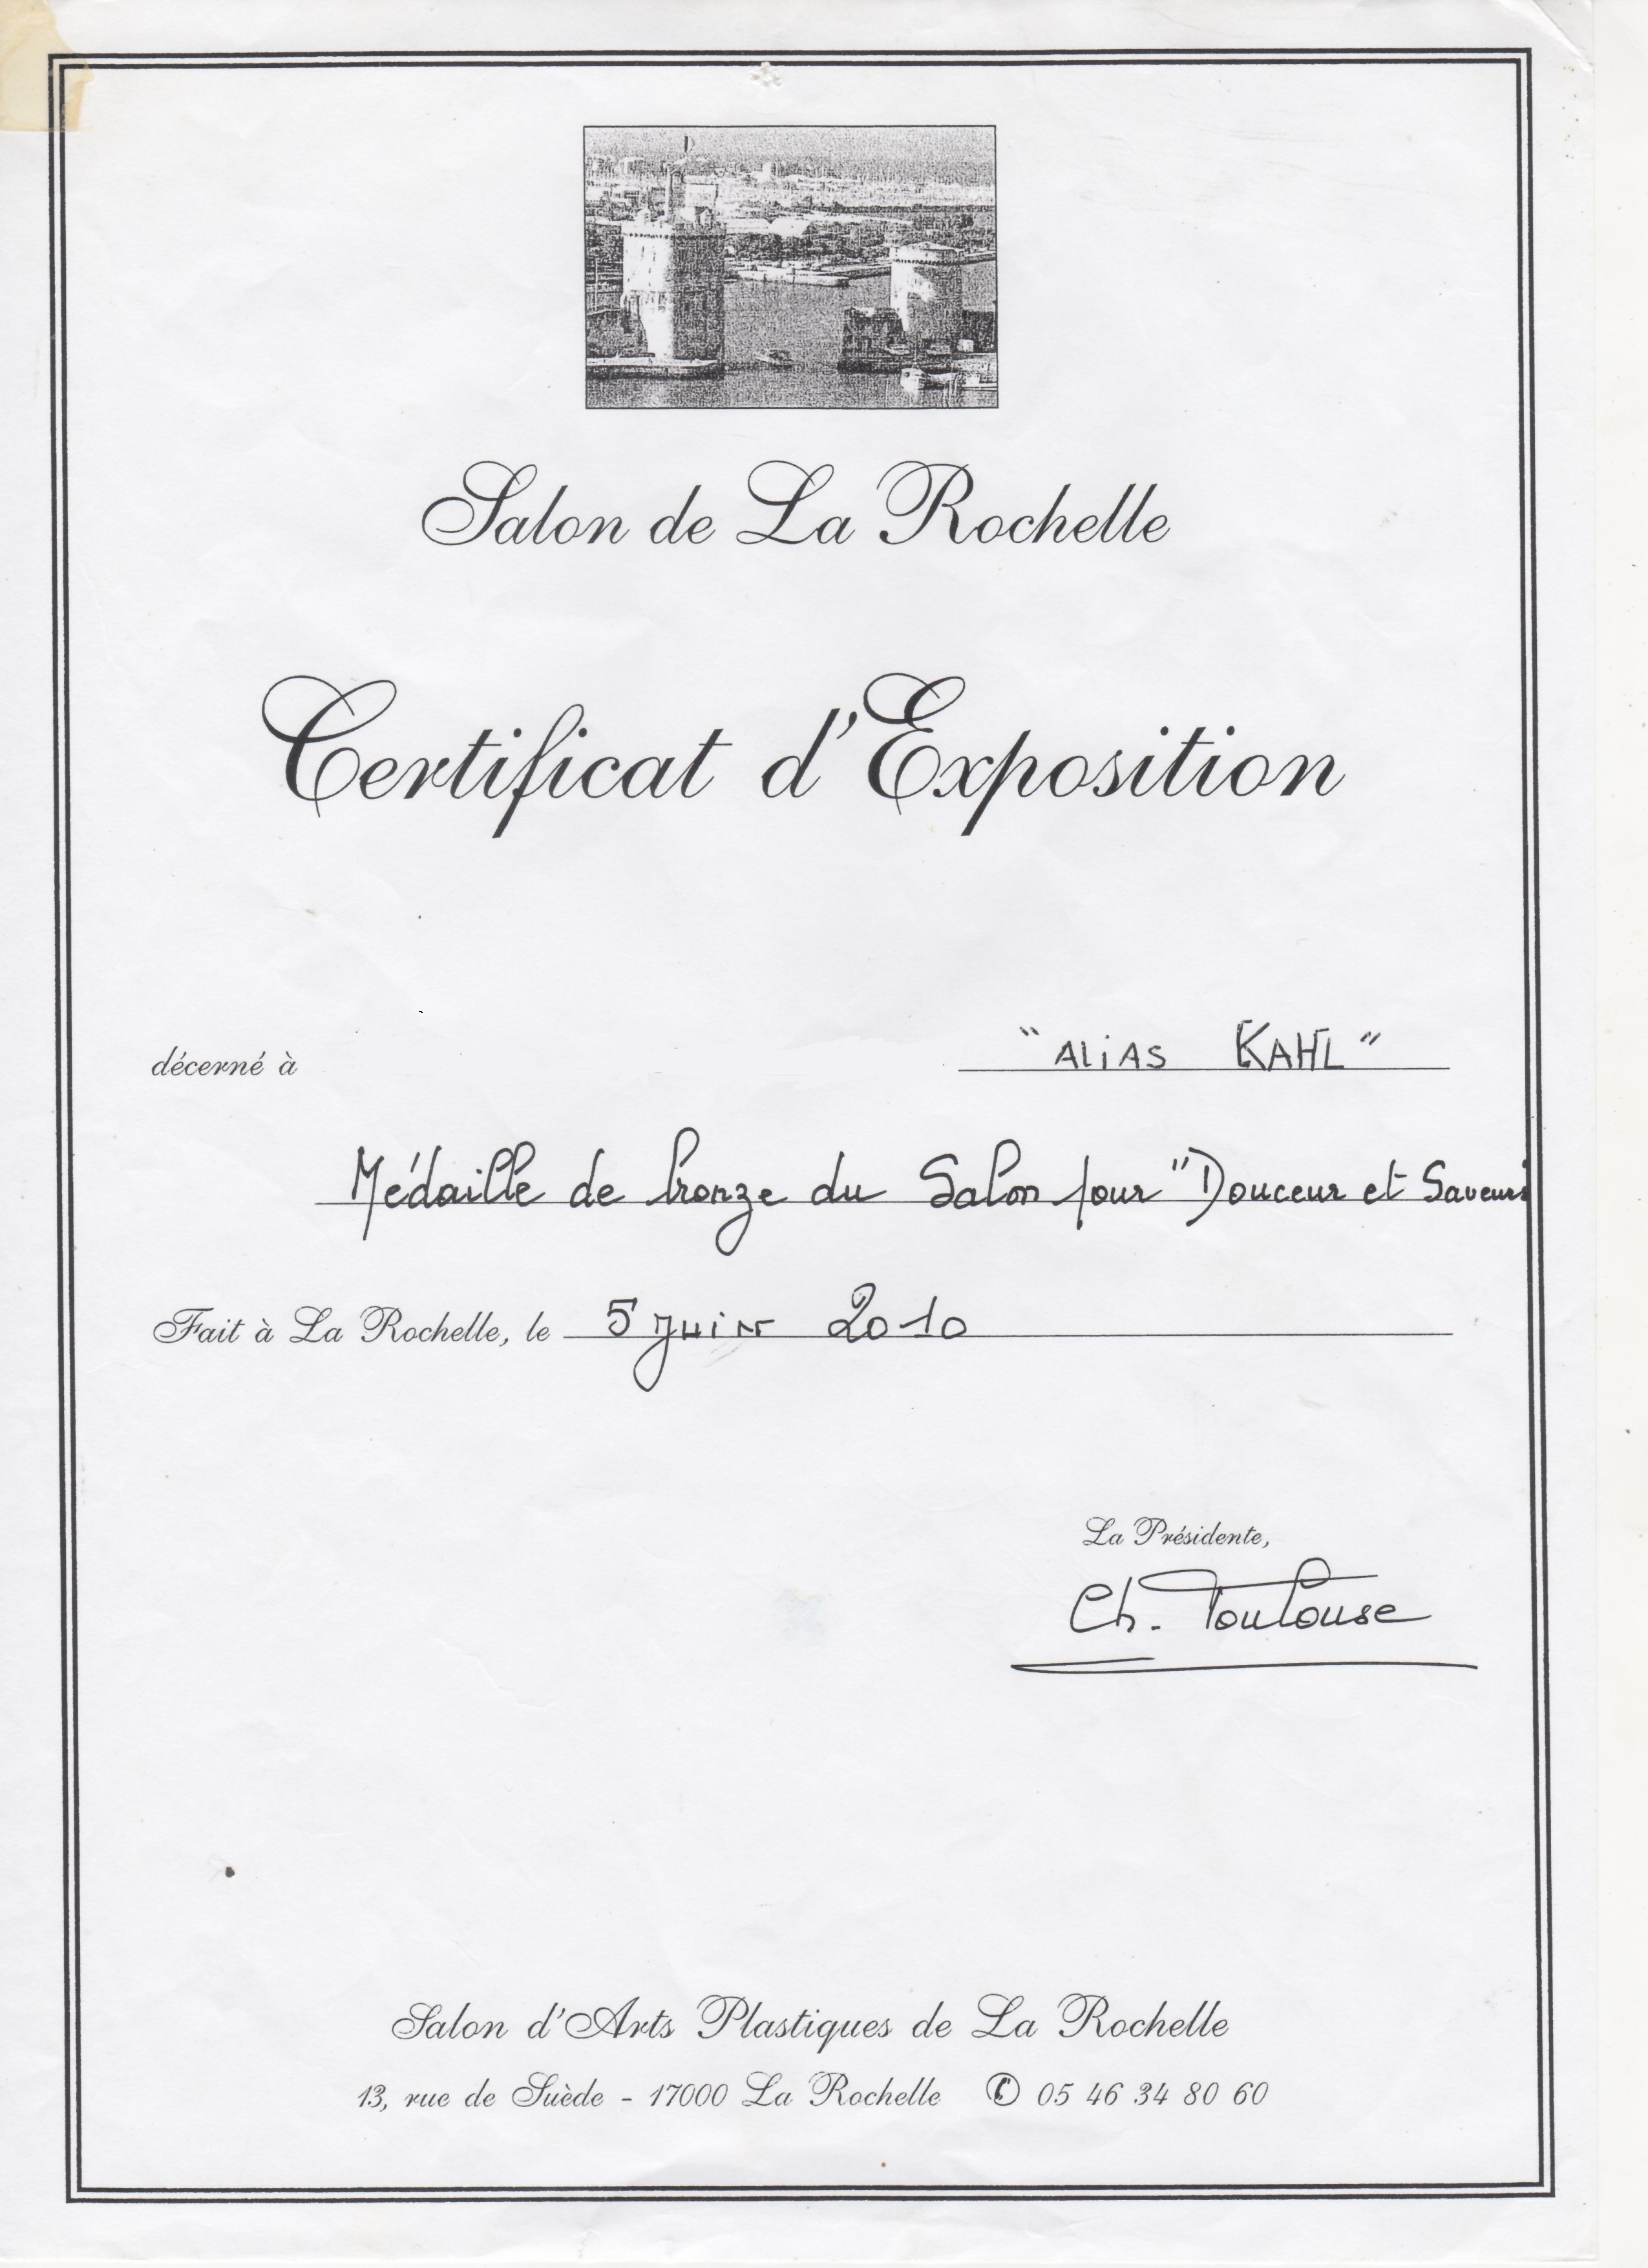 Salon de La Rochelle
Certificat d'Exposition
décerné à "ALiAS KAHL"
Médaille de bronze du Salon pour "Douceur et Saveurs
Fait à La Rochelle, le 5 Juin 2010
La Présidente,
Ch. Toulouse
Salon d'Arts Plastiques de La Rochelle
13, rue de Suède - 17000 La Rochelle ✆ 05 46 34 80 60